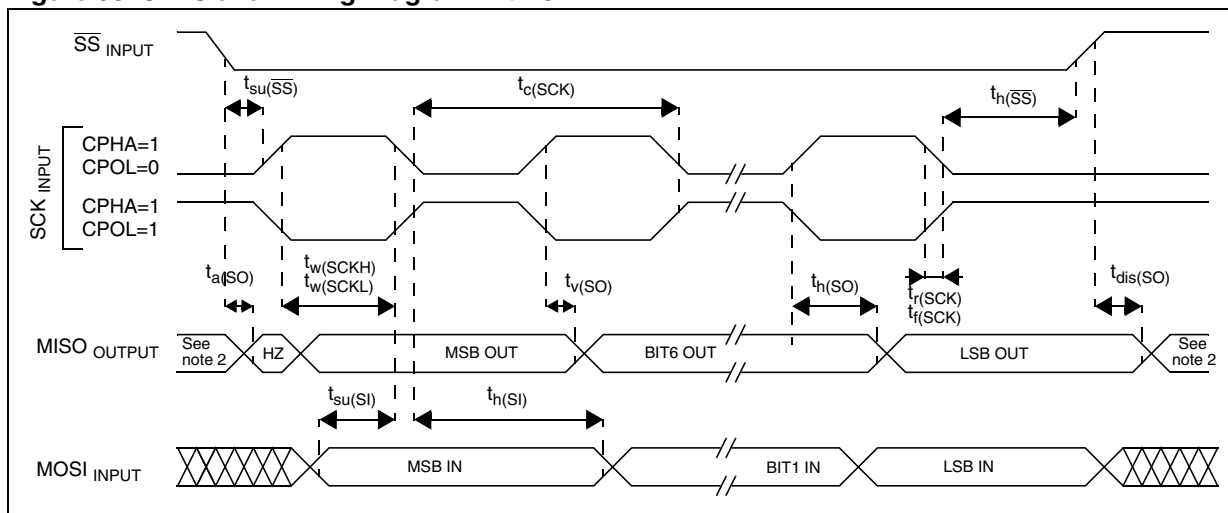 SS INPUT
tsu(SS)
tc(SCK)
th(SS)
SCK INPUT
CPHA=1
CPOL=0
CPHA=1
CPOL=1
ta(SO)
tw(SCKH)
tw(SCKL)
tv(SO)
th(SO)
tr(SCK)
tf(SCK)
tdis(SO)
MISO OUTPUT
See
note 2
HZ
MSB OUT
BIT6 OUT
LSB OUT
See
note 2
tsu(SI)
th(SI)
MOSI INPUT
MSB IN
BIT1 IN
LSB IN